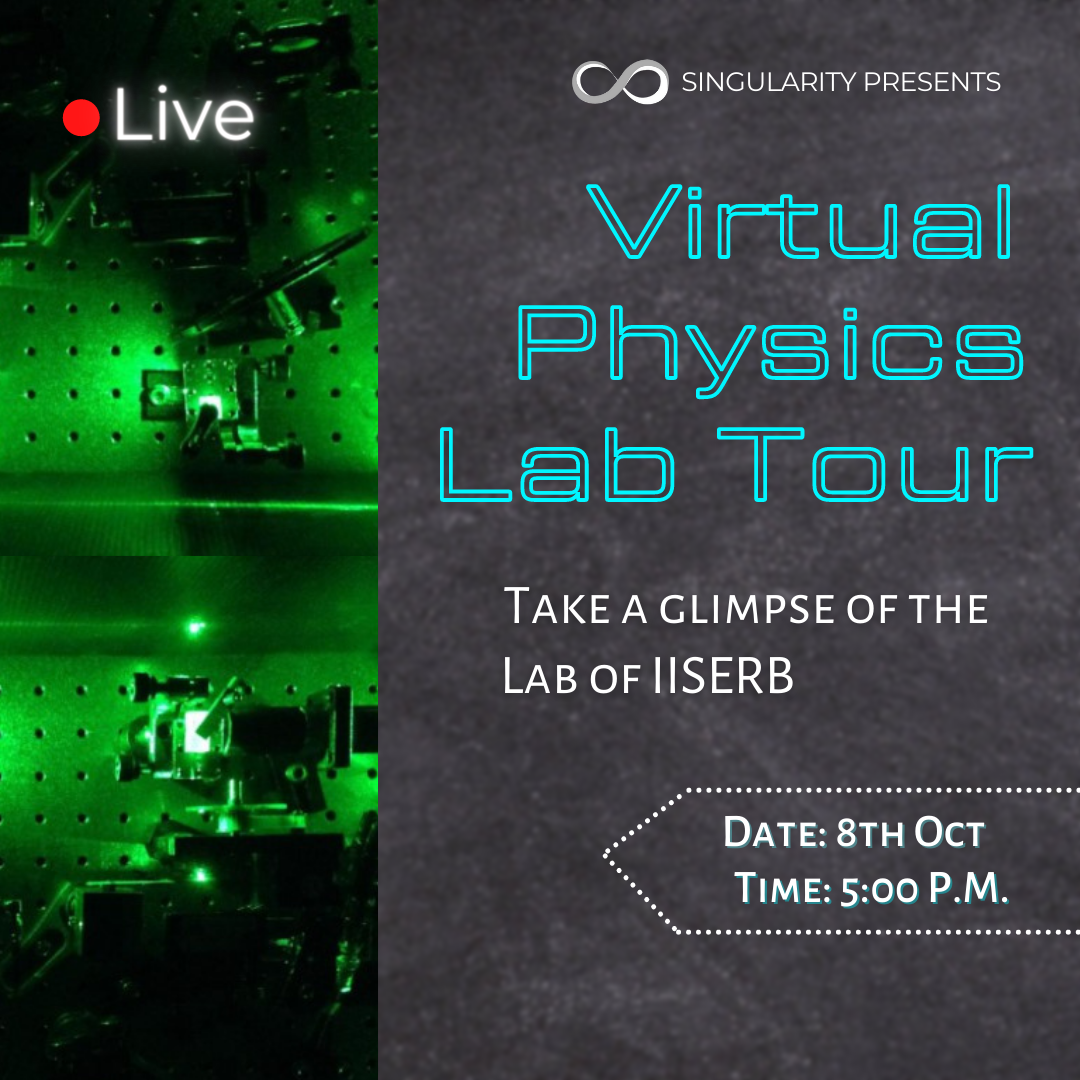 Live
SINGULARITY PRESENTS
Virtual
Physics
Lab Tour
Take a glimpse of the
Lab of IISERB
Date: 8th Oct
Time: 5:00 P.M.